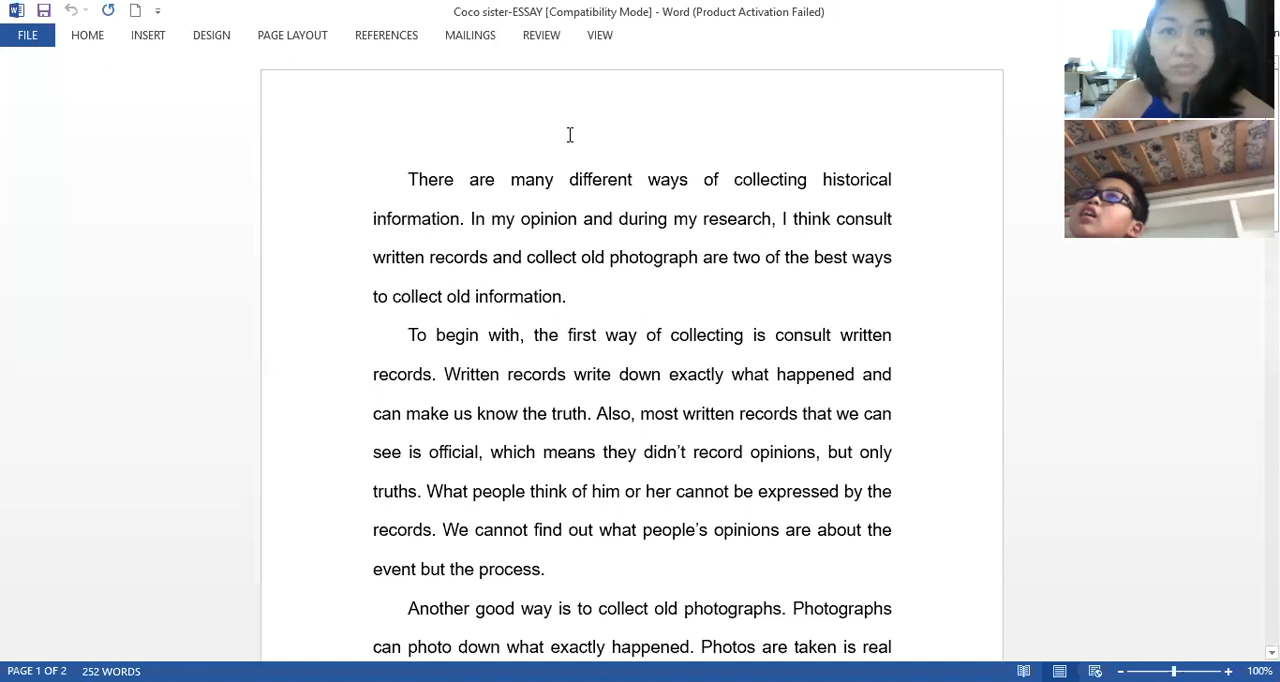 Coco sister-ESSAY [Compatibility Mode] - Word (Product Activation Failed)
FILE HOME INSERT DESIGN PAGE LAYOUT REFERENCES MAILINGS REVIEW VIEW
There are many different ways of collecting historical
information. In my opinion and during my research, I think consult
written records and collect old photograph are two of the best ways
to collect old information.
To begin with, the first way of collecting is consult written
records. Written records write down exactly what happened and
can make us know the truth. Also, most written records that we can
see is official, which means they didn’t record opinions, but only
truths. What people think of him or her cannot be expressed by the
records. We cannot find out what people’s opinions are about the
event but the process.
Another good way is to collect old photographs. Photographs
can photo down what exactly happened. Photos are taken is real
PAGE 1 OF 2 252 WORDS 100%